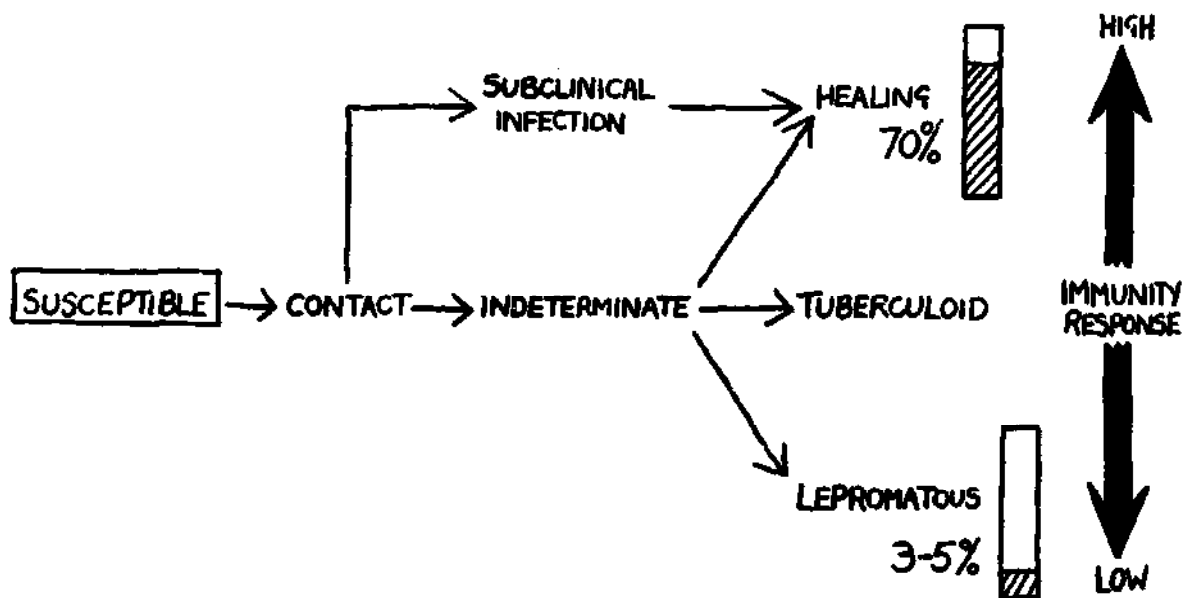 HIGH
SUBCLINICAL
INFECTION
HEALING
70%
SUSCEPTIBLE
CONTACT
INDETERMINATE
TUBERCULOID
IMMUNITY
RESPONSE
LEPROMATOUS
3-5%
LOW